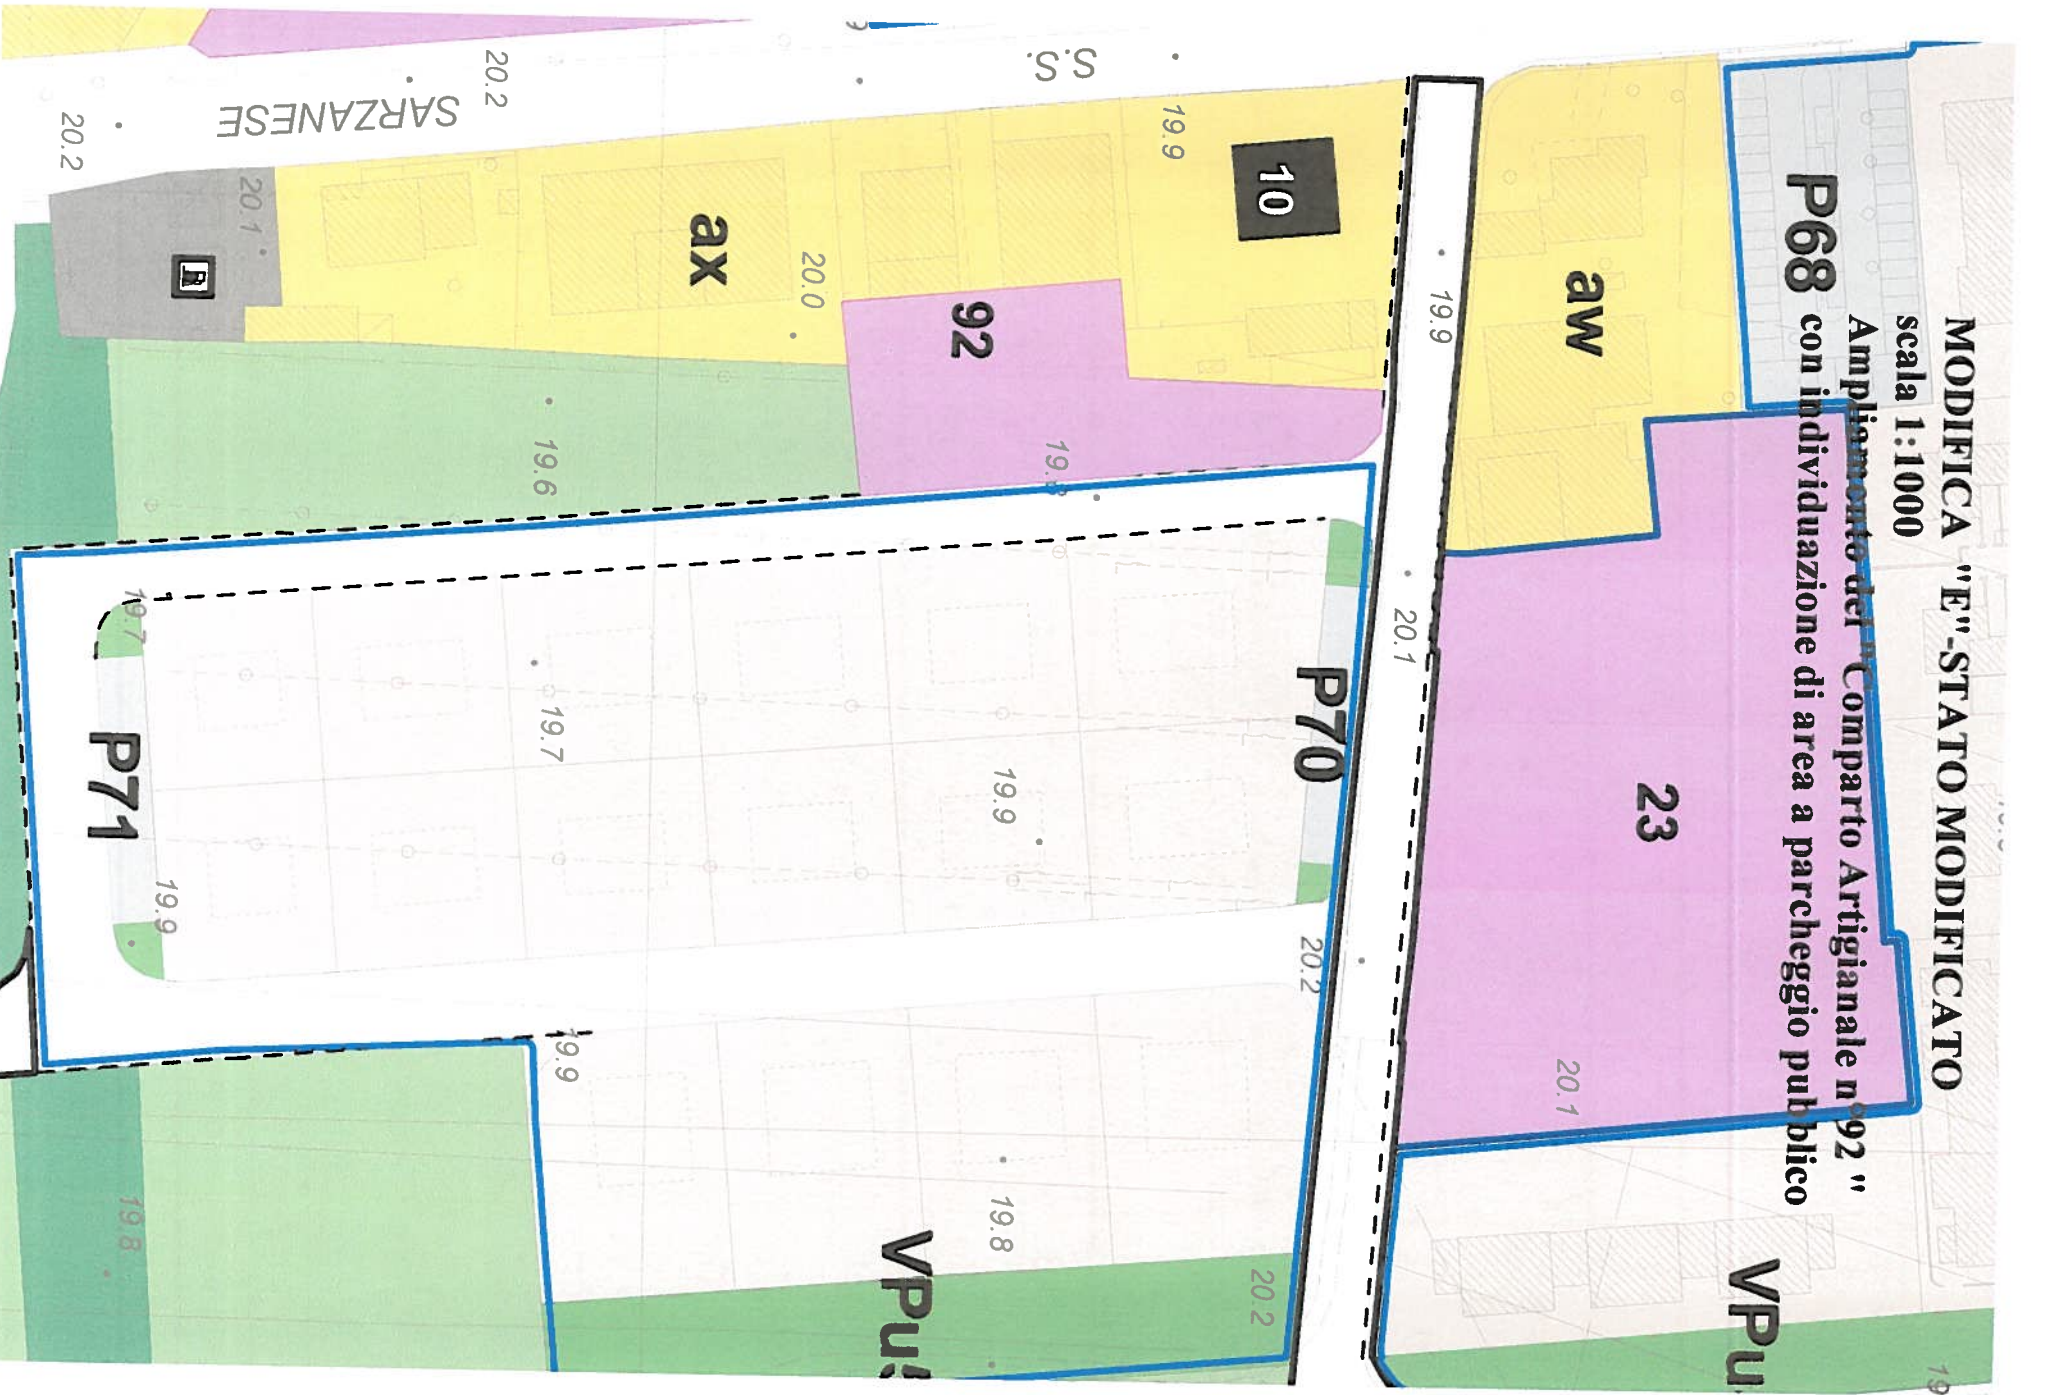 MODIFICA "E"-STATO MODIFICATO
scala 1:1000
Ampliamento del "Comparto Artigianale n°92 "
con individuazione di area a parcheggio pubblico
P68
aw
23
20.1
VPu
19
19.9
20.1
S.S.
SARZANESE
20.2
20.2
20.1
19.9
10
ax
20.0
92
19.6
P70
20.2
19.7
P71
19.9
19.7
19.9
19.9
19.8
20.2
VPu
19.8